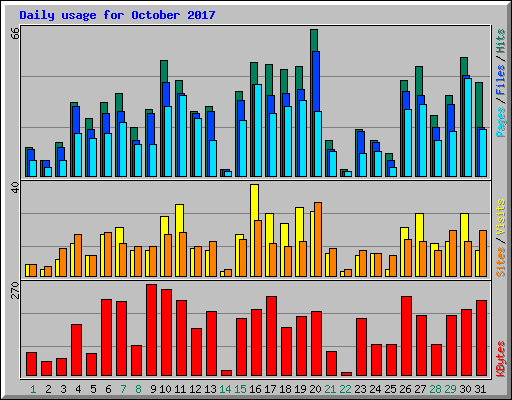 Daily usage for October 2017
66
Pages / Files / Hits
40
Sites / Visits
270
KBytes
1 2 3 4 5 6 7 8 9 10 11 12 13 14 15 16 17 18 19 20 21 22 23 24 25 26 27 28 29 30 31